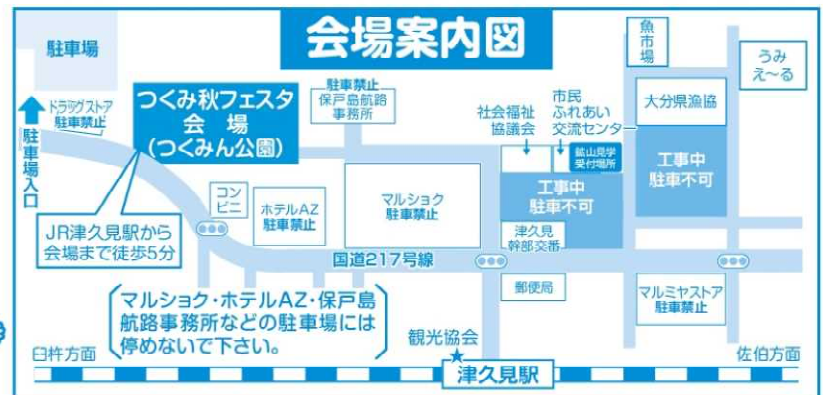 会場案内図
駐車場
魚市場
うみ
え〜る
ドラッグストア
駐車禁止
つくみ秋フェスタ
会場
(つくみん公園)
駐車禁止
保戸島航路
事務所
社会福祉
協議会
市民
ふれあい
交流センター
大分県漁協
駐車場入口
鉱山見学
受付場所
工事中
駐車不可
工事中
駐車不可
コン
ビニ
ホテルAZ
駐車禁止
マルショク
駐車禁止
JR津久見駅から
会場まで徒歩5分
津久見
幹部交番
国道217号線
郵便局
マルミヤストア
駐車禁止
マルショク・ホテルAZ・保戸島
航路事務所などの駐車場には
停めないで下さい。
観光協会
臼杵方面
佐伯方面
津久見駅